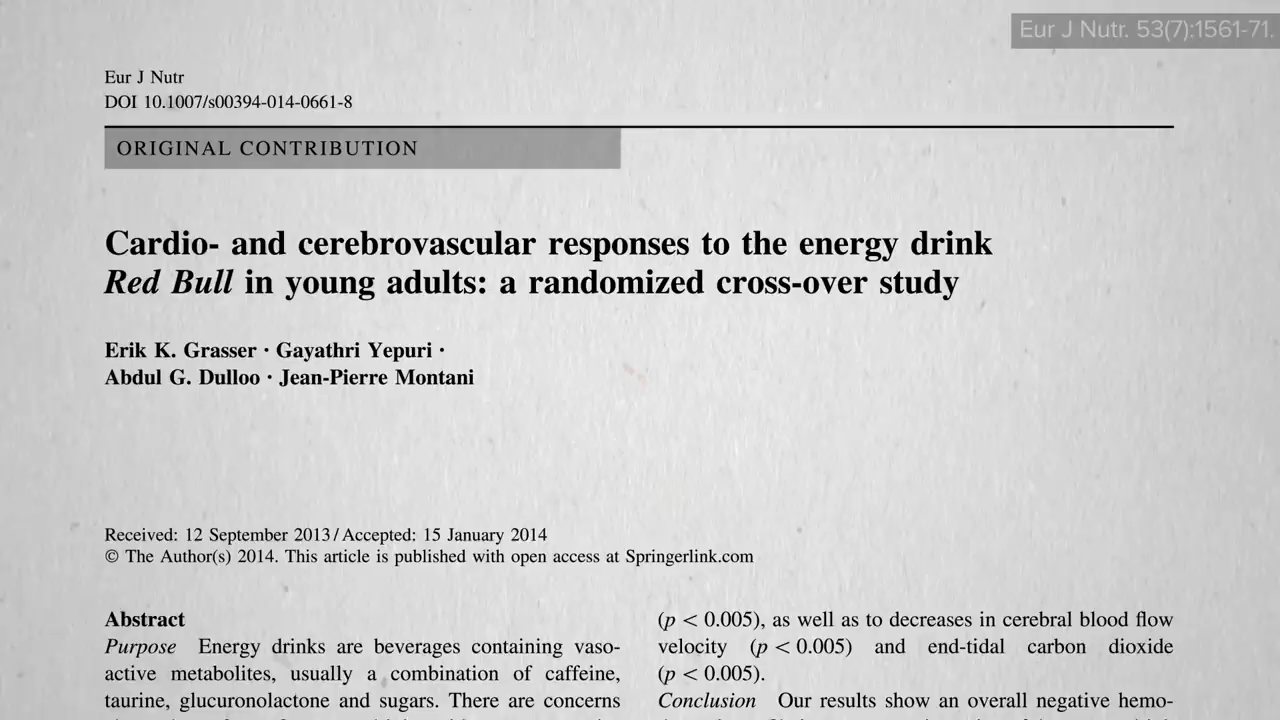 Eur J Nutr. 53(7):1561-71.
Eur J Nutr
DOI 10.1007/s00394-014-0661-8
ORIGINAL CONTRIBUTION
Cardio- and cerebrovascular responses to the energy drink
Red Bull in young adults: a randomized cross-over study
Erik K. Grasser · Gayathri Yepuri ·
Abdul G. Dulloo · Jean-Pierre Montani
Received: 12 September 2013 / Accepted: 15 January 2014
© The Author(s) 2014. This article is published with open access at Springerlink.com
Abstract
Purpose Energy drinks are beverages containing vaso-
active metabolites, usually a combination of caffeine,
taurine, glucuronolactone and sugars. There are concerns
(p < 0.005), as well as to decreases in cerebral blood flow
velocity (p < 0.005) and end-tidal carbon dioxide
(p < 0.005).
Conclusion Our results show an overall negative hemo-